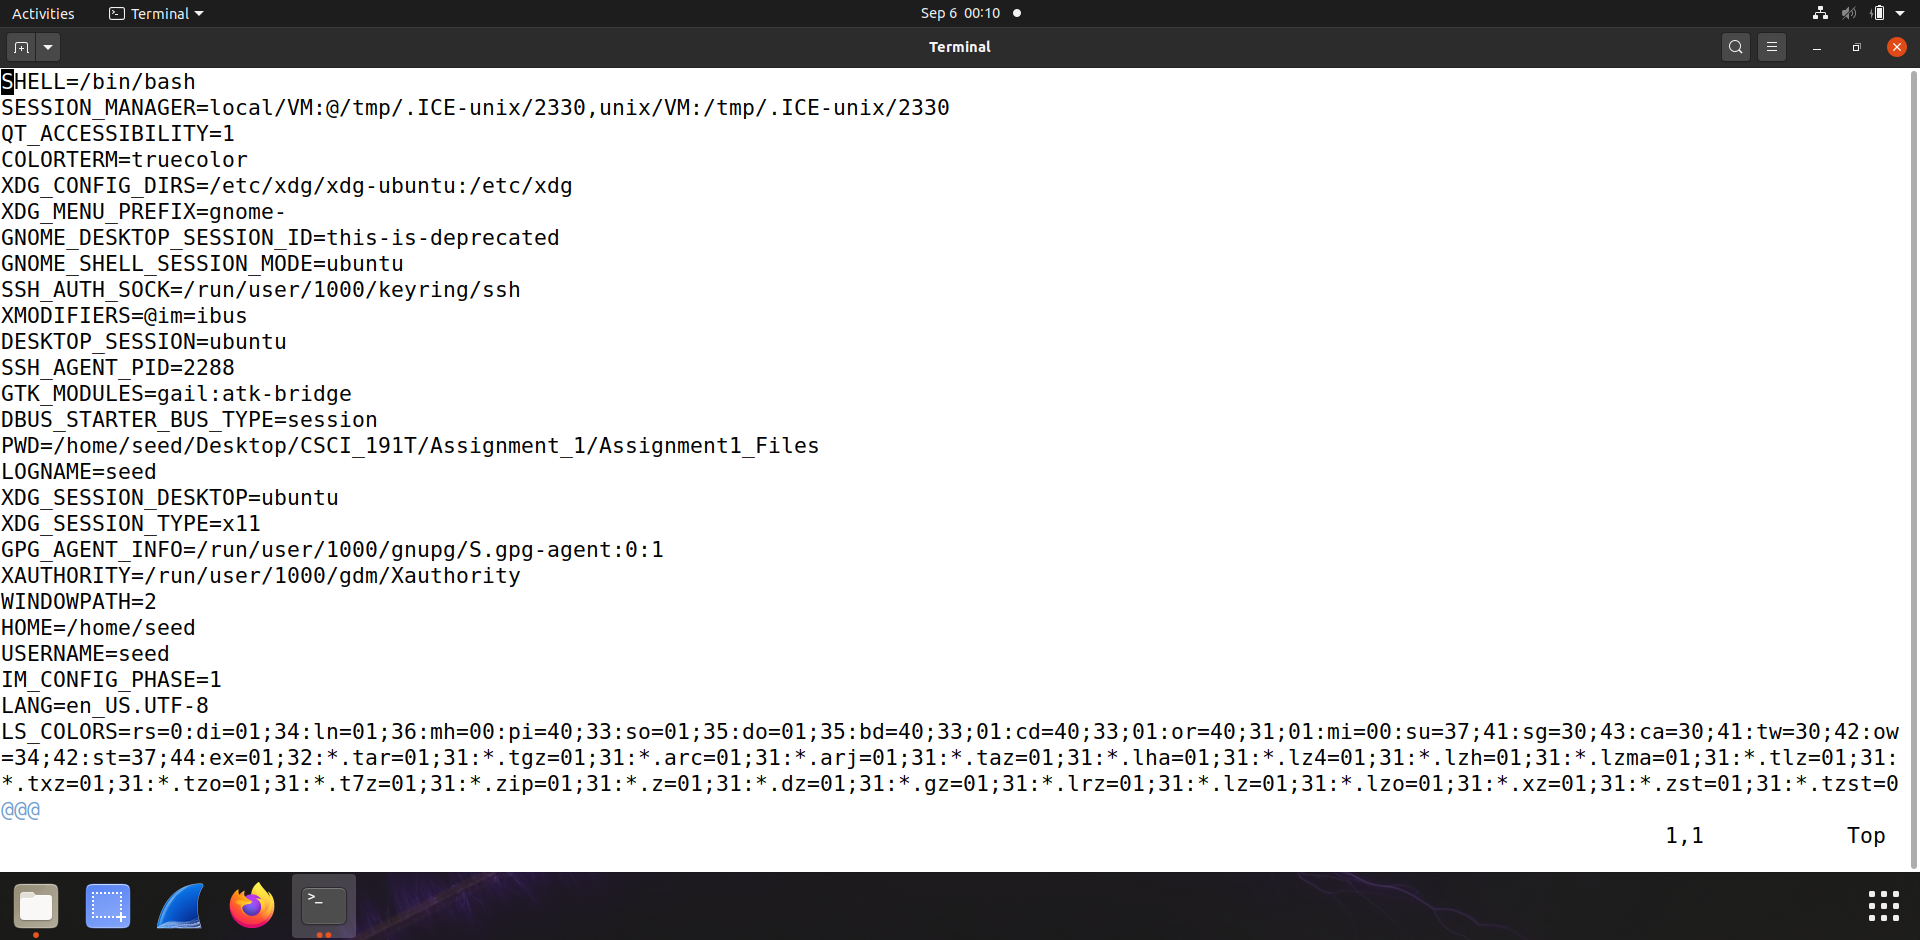 Activities
Terminal
Sep 6 00:10
Terminal
SHELL=/bin/bash
SESSION_MANAGER=local/VM:@/tmp/.ICE-unix/2330,unix/VM:/tmp/.ICE-unix/2330
QT_ACCESSIBILITY=1
COLORTERM=truecolor
XDG_CONFIG_DIRS=/etc/xdg/xdg-ubuntu:/etc/xdg
XDG_MENU_PREFIX=gnome-
GNOME_DESKTOP_SESSION_ID=this-is-deprecated
GNOME_SHELL_SESSION_MODE=ubuntu
SSH_AUTH_SOCK=/run/user/1000/keyring/ssh
XMODIFIERS=@im=ibus
DESKTOP_SESSION=ubuntu
SSH_AGENT_PID=2288
GTK_MODULES=gail:atk-bridge
DBUS_STARTER_BUS_TYPE=session
PWD=/home/seed/Desktop/CSCI_191T/Assignment_1/Assignment1_Files
LOGNAME=seed
XDG_SESSION_DESKTOP=ubuntu
XDG_SESSION_TYPE=x11
GPG_AGENT_INFO=/run/user/1000/gnupg/S.gpg-agent:0:1
XAUTHORITY=/run/user/1000/gdm/Xauthority
WINDOWPATH=2
HOME=/home/seed
USERNAME=seed
IM_CONFIG_PHASE=1
LANG=en_US.UTF-8
LS_COLORS=rs=0:di=01;34:ln=01;36:mh=00:pi=40;33:so=01;35:do=01;35:bd=40;33;01:cd=40;33;01:or=40;31;01:mi=00:su=37;41:sg=30;43:ca=30;41:tw=30;42:ow
=34;42:st=37;44:ex=01;32:*.tar=01;31:*.tgz=01;31:*.arc=01;31:*.arj=01;31:*.taz=01;31:*.lha=01;31:*.lz4=01;31:*.lzh=01;31:*.lzma=01;31:*.tlz=01;31:
*.txz=01;31:*.tzo=01;31:*.t7z=01;31:*.zip=01;31:*.z=01;31:*.dz=01;31:*.gz=01;31:*.lrz=01;31:*.lz=01;31:*.lzo=01;31:*.xz=01;31:*.zst=01;31:*.tzst=0
@@@
1,1 Top